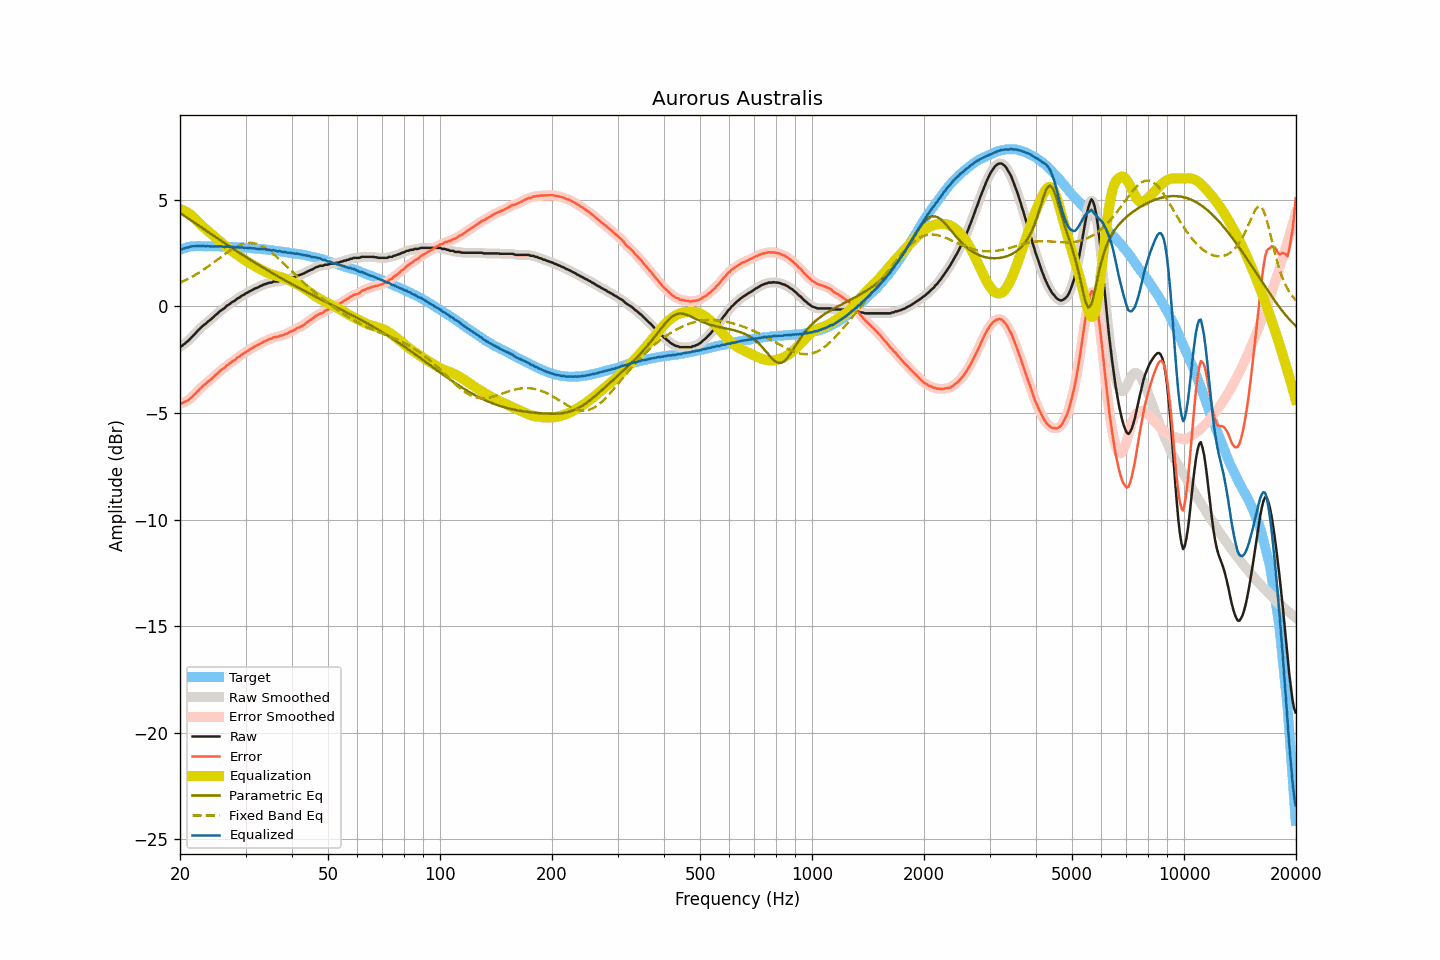 Aurorus Australis
5
0
−5
−10
−15
−20
−25
Amplitude (dBr)
Target
Raw Smoothed
Error Smoothed
Raw
Error
Equalization
Parametric Eq
Fixed Band Eq
Equalized
20 50 100 200 500 1000 2000 5000 10000 20000
Frequency (Hz)